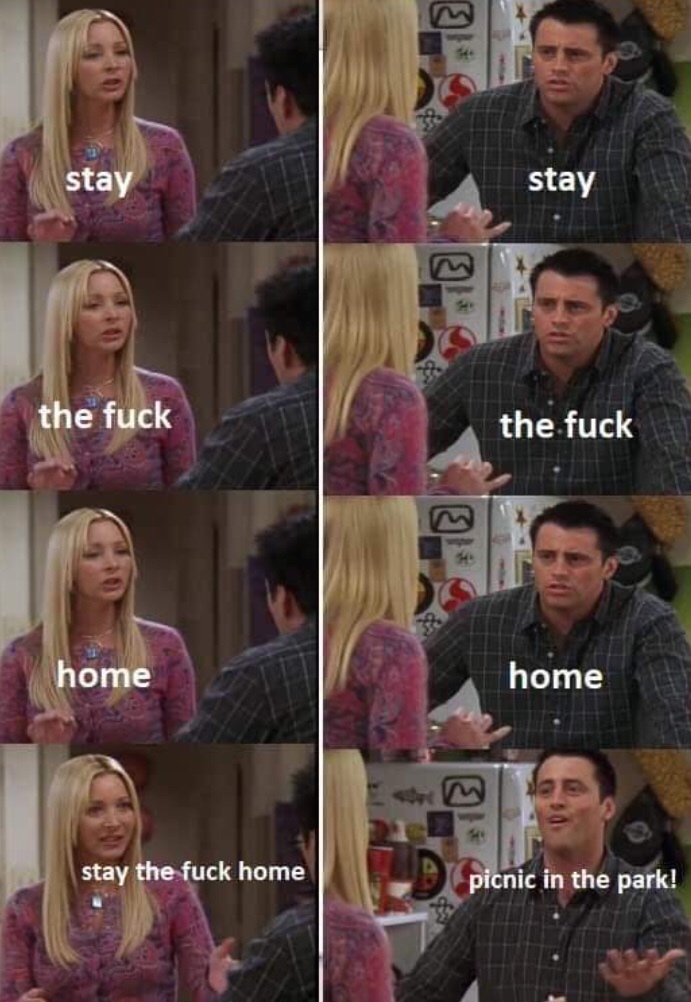 stay
stay
the fuck
the fuck
home
home
stay the fuck home
picnic in the park!